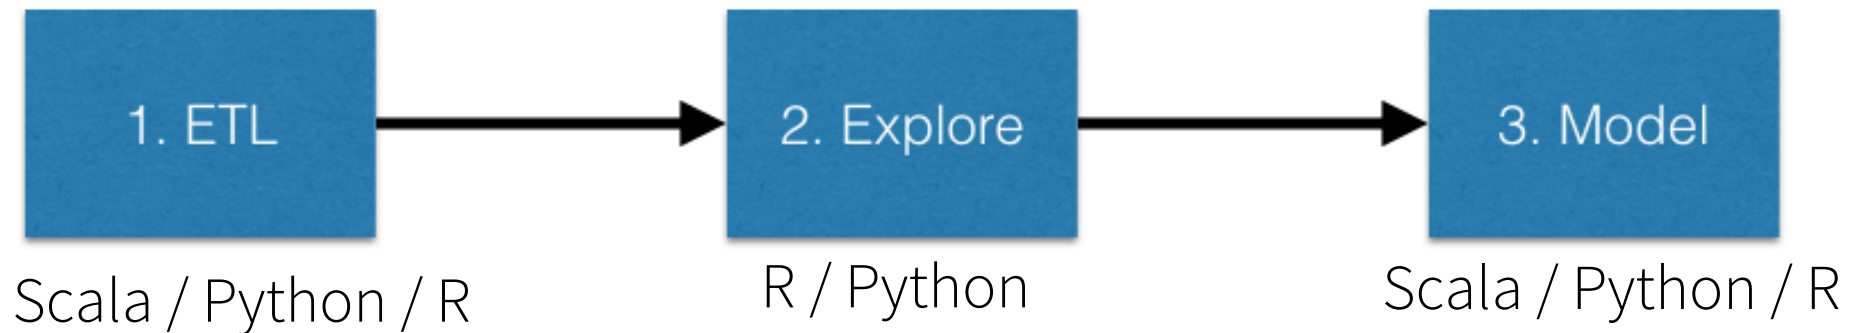 1. ETL
2. Explore
3. Model
Scala / Python / R
R / Python
Scala / Python / R